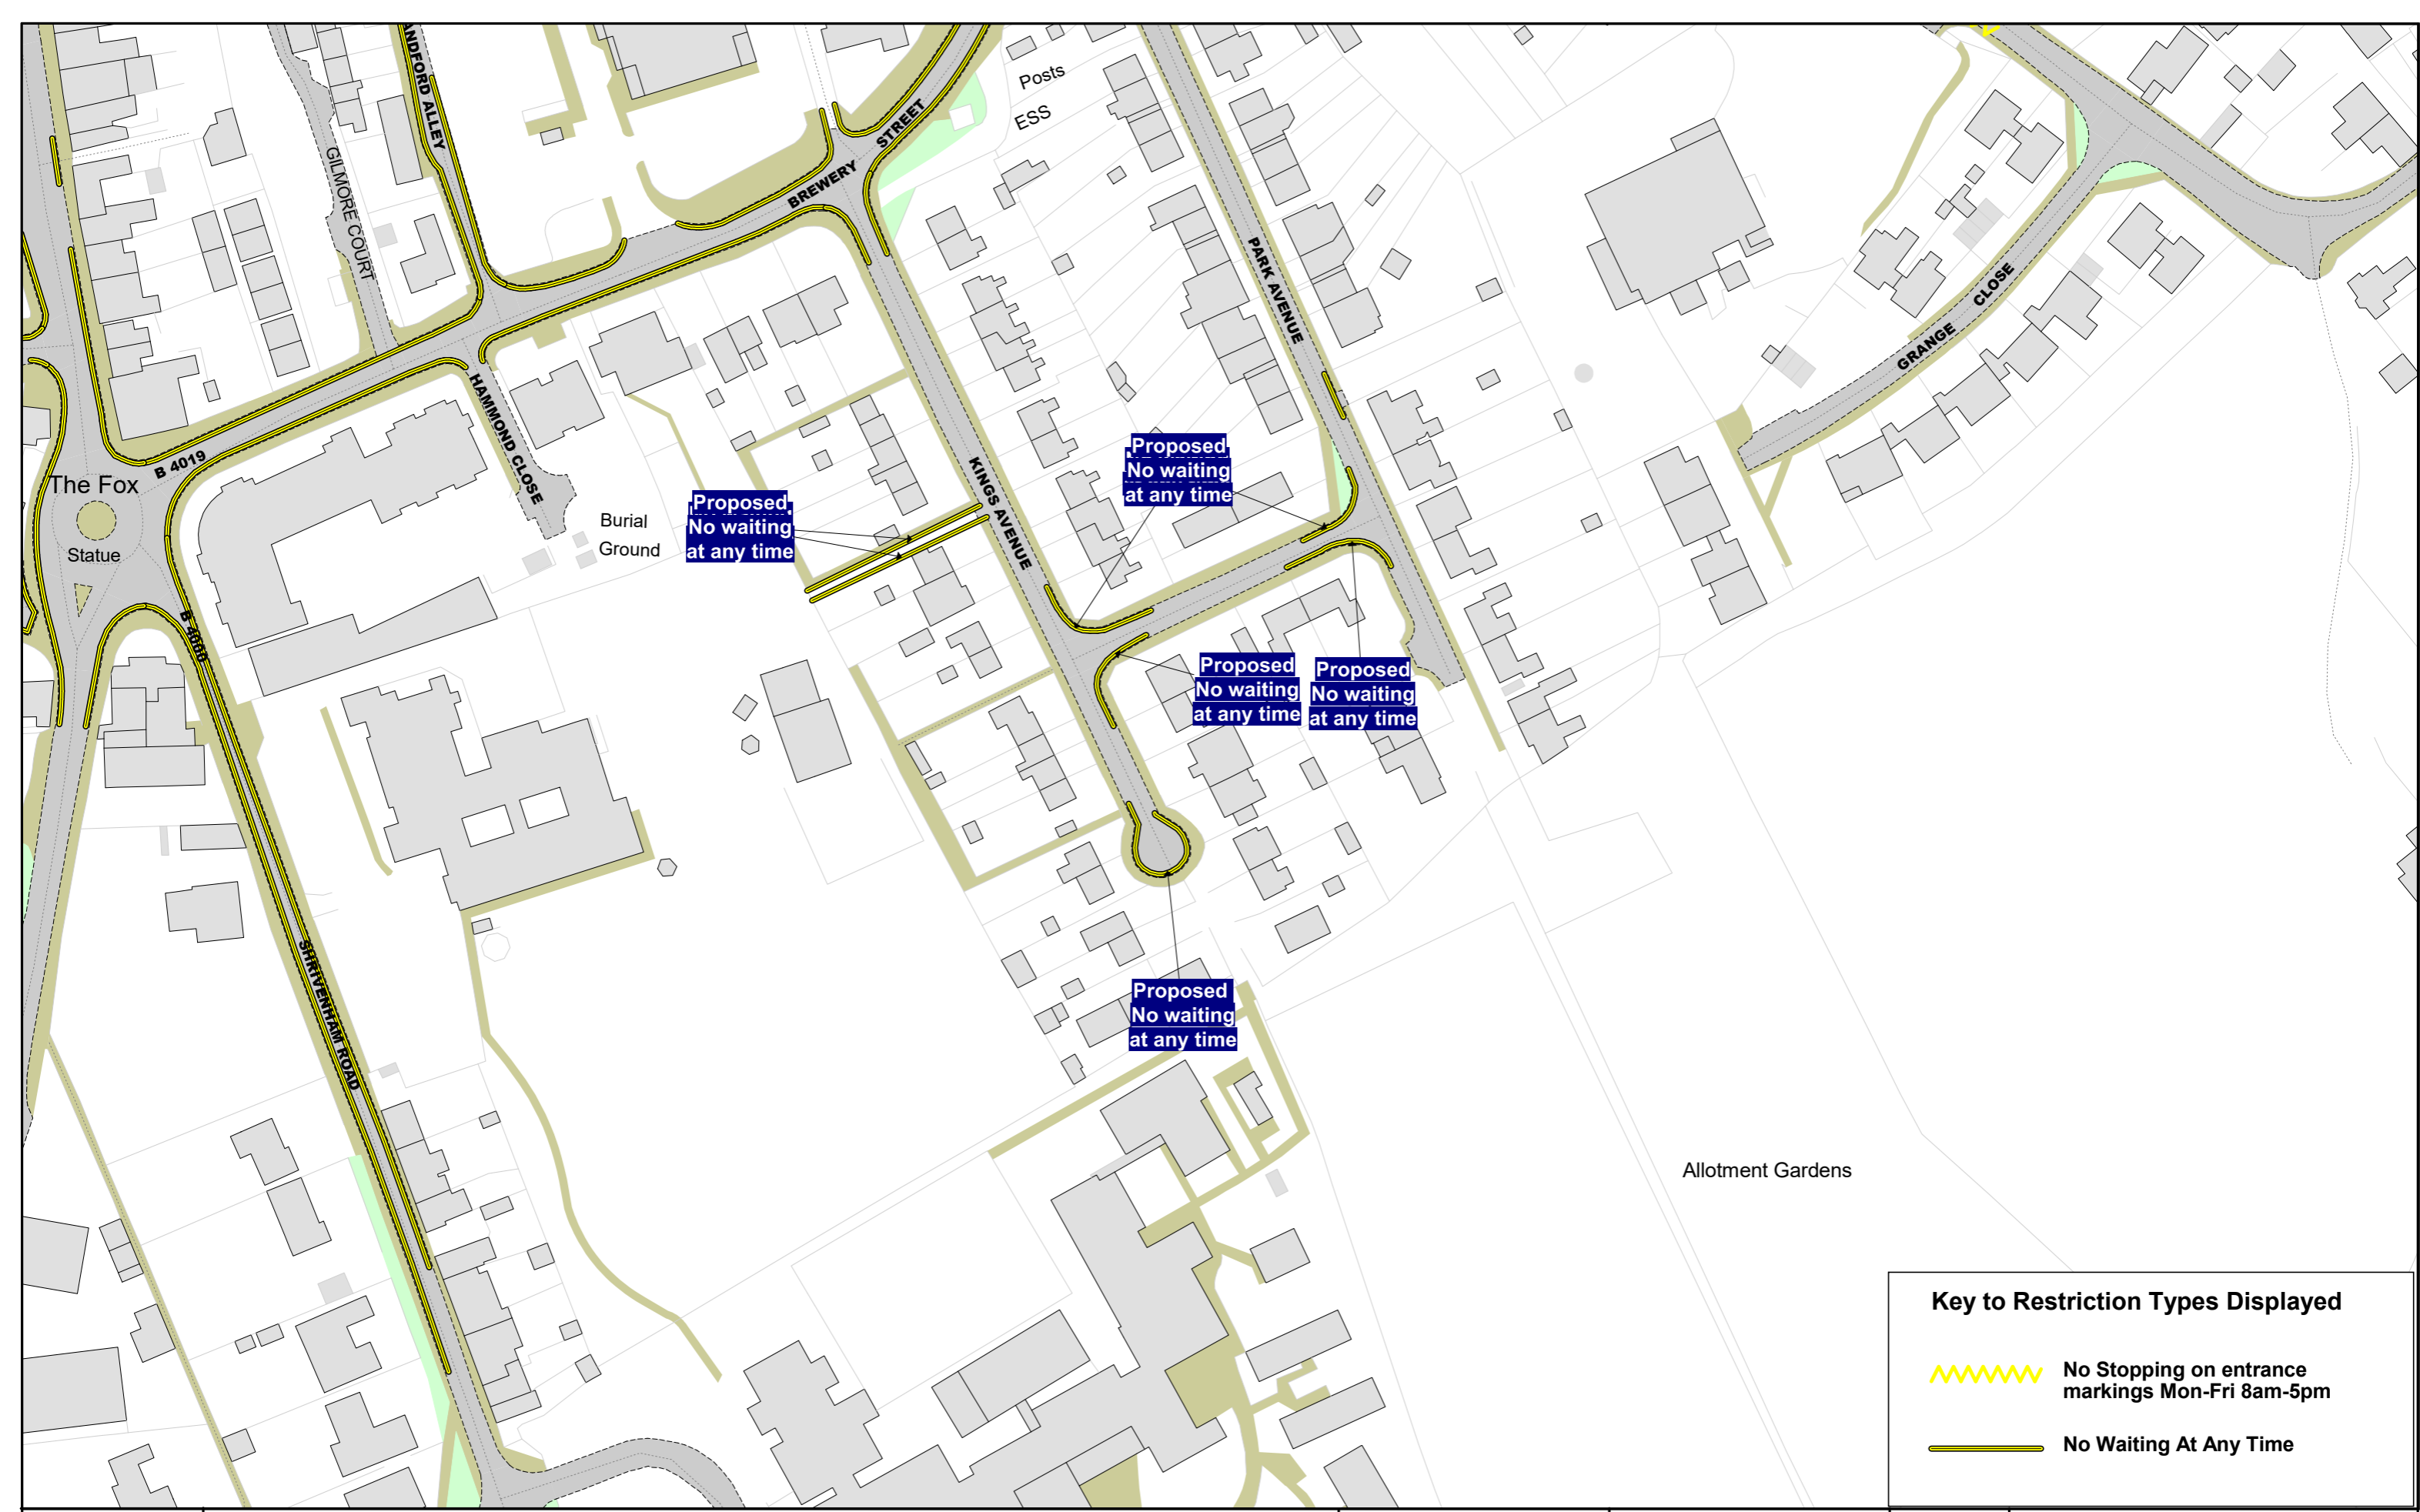 ANDFORD ALLEY
GILMORE COURT
BREWERY STREET
Posts
ESS
PARK AVENUE
GRANGE CLOSE
HAMMOND CLOSE
KINGS AVENUE
B 4019
The Fox
Statue
Burial
Ground
B 4000
SHRIVENHAM ROAD
Proposed
No waiting
at any time
Proposed
No waiting
at any time
Proposed
No waiting
at any time
Proposed
No waiting
at any time
Proposed
No waiting
at any time
Allotment Gardens
Key to Restriction Types Displayed
No Stopping on entrance
markings Mon-Fri 8am-5pm
No Waiting At Any Time